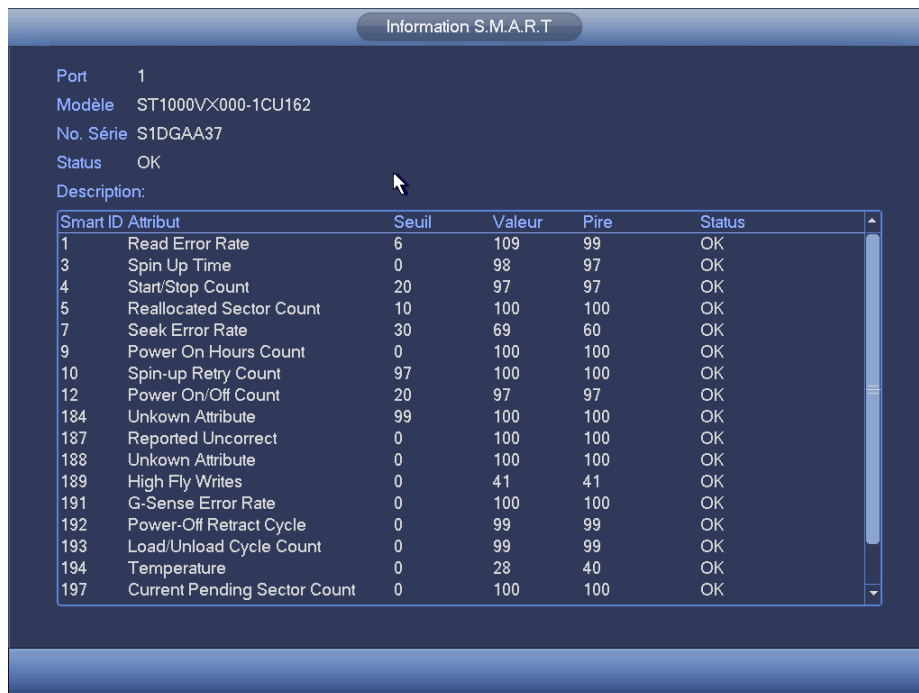 Information S.M.A.R.T
Port 1
Modèle ST1000VX000-1CU162
No. Série S1DGAA37
Status OK
Description:
Smart ID Attribut Seuil Valeur Pire Status
1 Read Error Rate 6 109 99 OK
3 Spin Up Time 0 98 97 OK
4 Start/Stop Count 20 97 97 OK
5 Reallocated Sector Count 10 100 100 OK
7 Seek Error Rate 30 69 60 OK
9 Power On Hours Count 0 100 100 OK
10 Spin-up Retry Count 97 100 100 OK
12 Power On/Off Count 20 97 97 OK
184 Unkown Attribute 99 100 100 OK
187 Reported Uncorrect 0 100 100 OK
188 Unkown Attribute 0 100 100 OK
189 High Fly Writes 0 41 41 OK
191 G-Sense Error Rate 0 100 100 OK
192 Power-Off Retract Cycle 0 99 99 OK
193 Load/Unload Cycle Count 0 99 99 OK
194 Temperature 0 28 40 OK
197 Current Pending Sector Count 0 100 100 OK